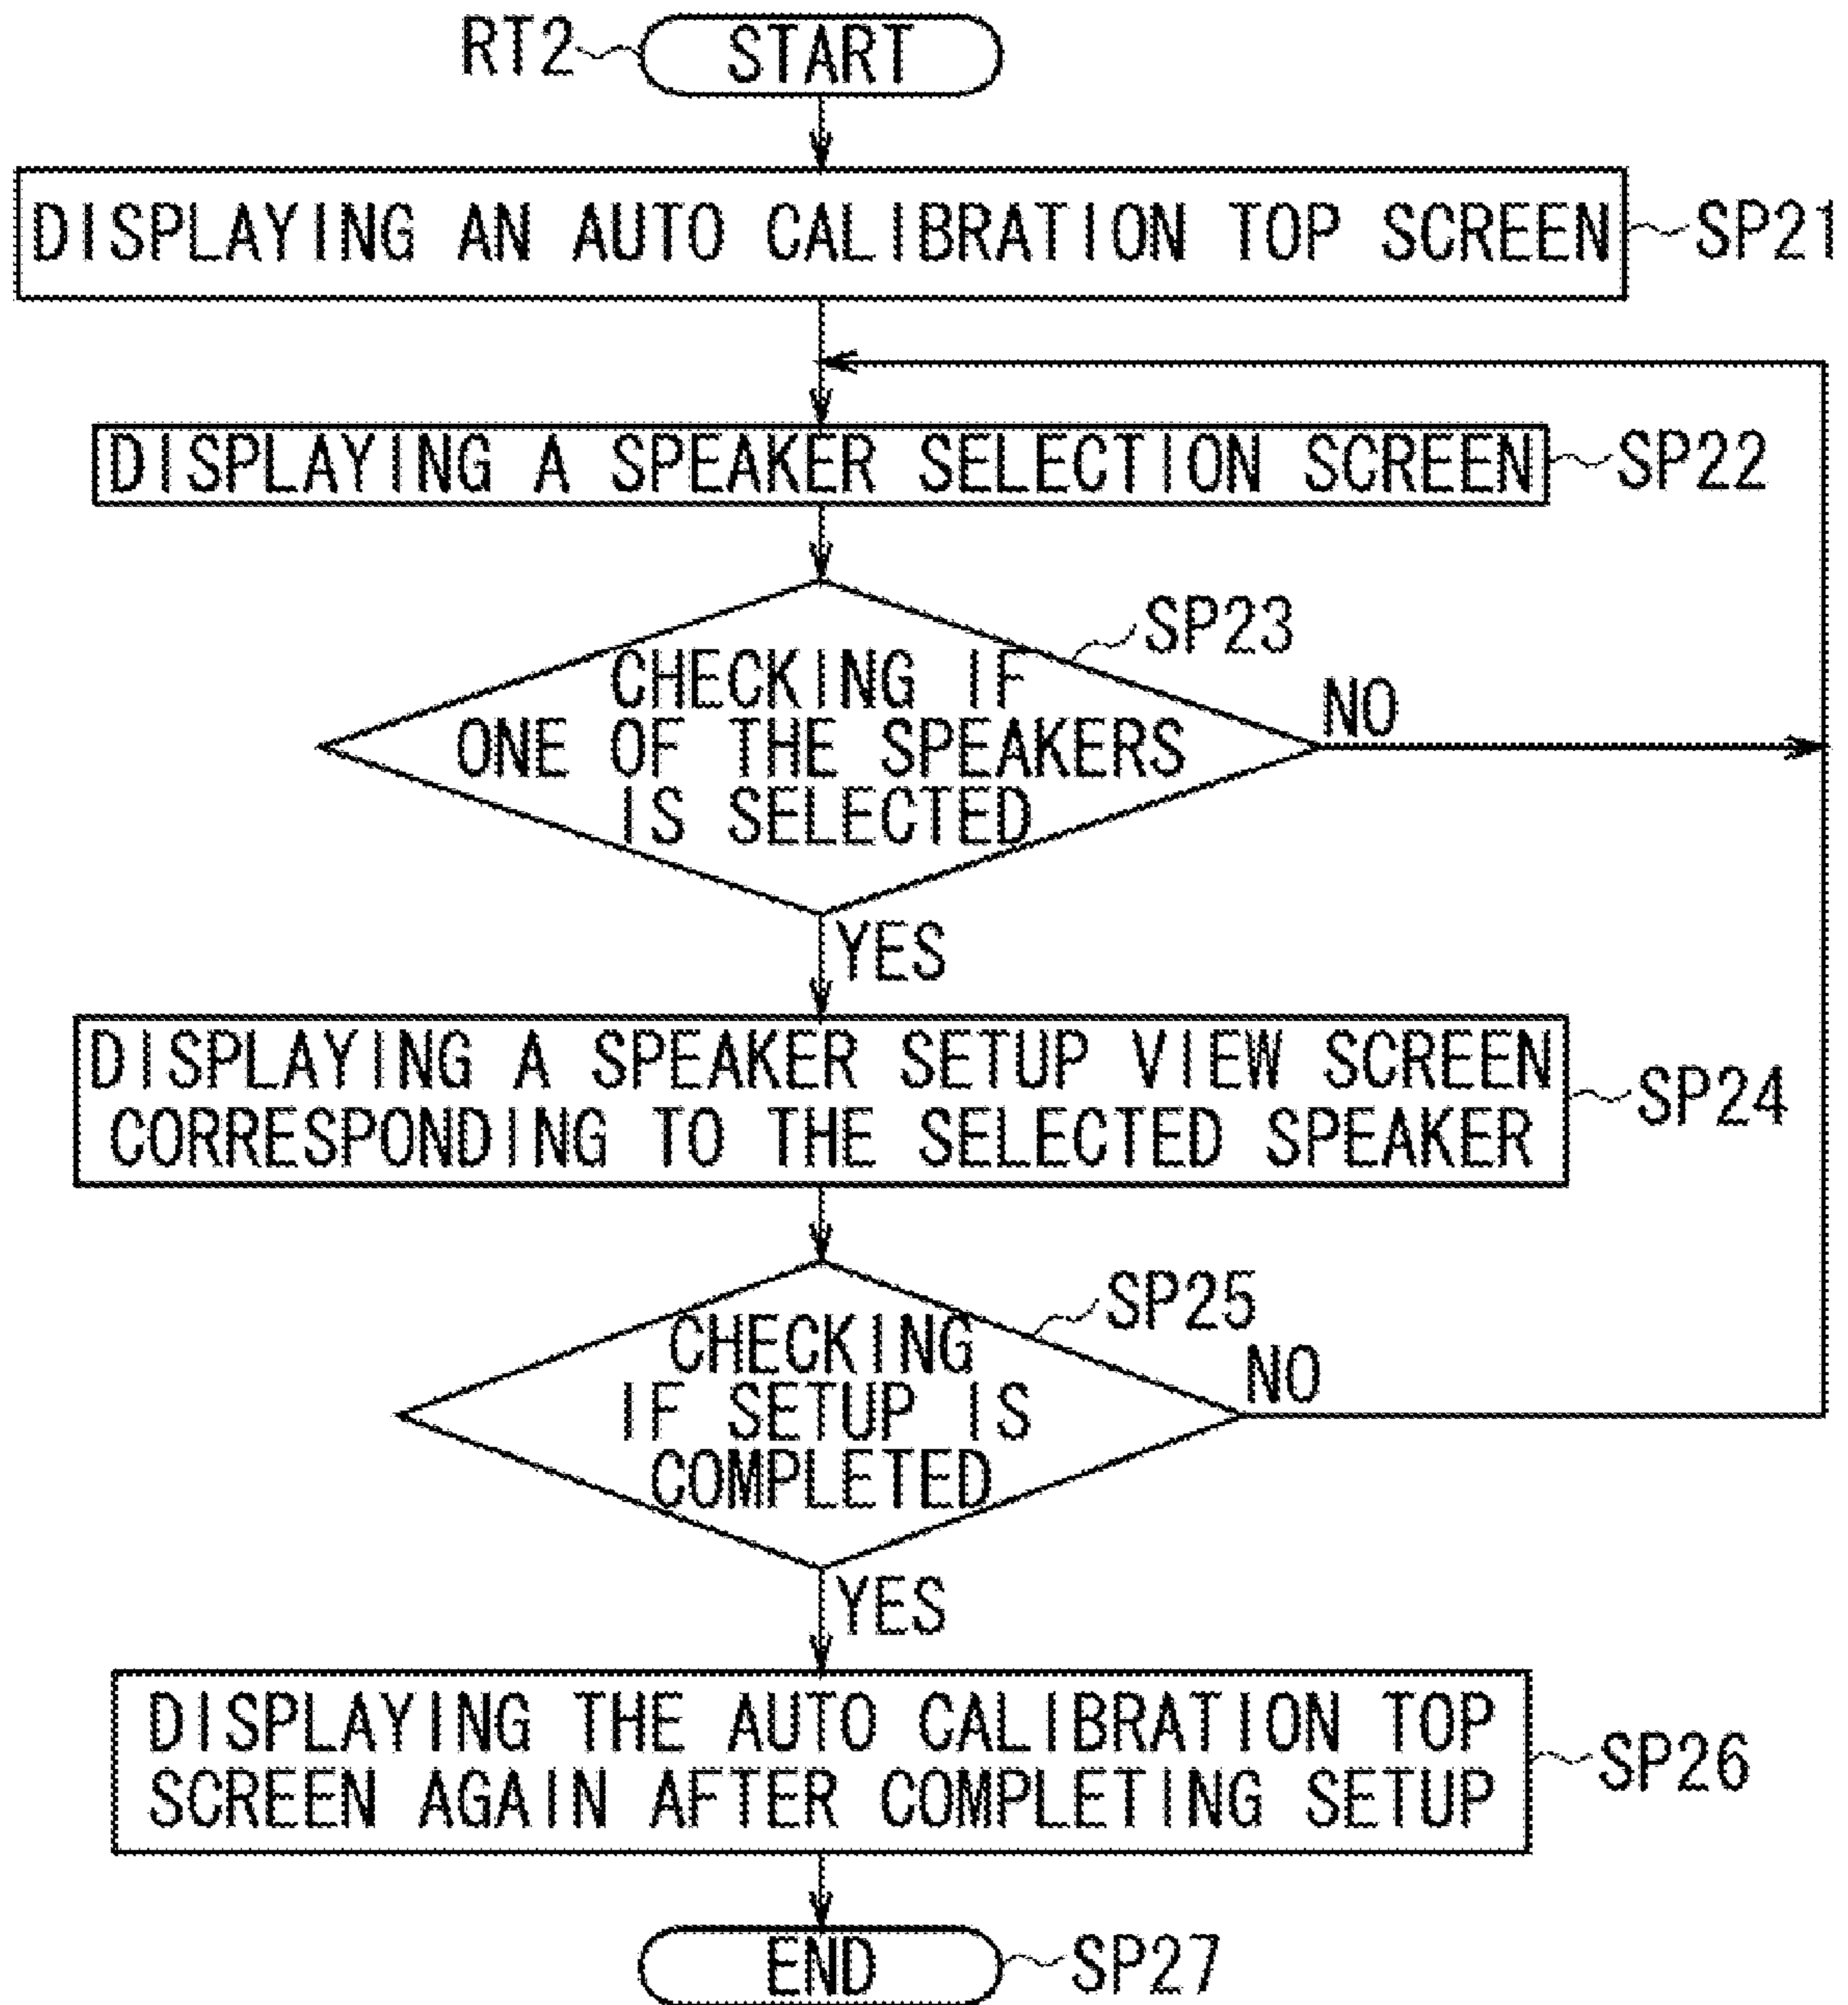 RT2
START
DISPLAYING AN AUTO CALIBRATION TOP SCREEN
SP21
DISPLAYING A SPEAKER SELECTION SCREEN
SP22
SP23
CHECKING IF
ONE OF THE SPEAKERS
IS SELECTED
NO
YES
DISPLAYING A SPEAKER SETUP VIEW SCREEN
CORRESPONDING TO THE SELECTED SPEAKER
SP24
SP25
CHECKING
IF SETUP IS
COMPLETED
NO
YES
DISPLAYING THE AUTO CALIBRATION TOP
SCREEN AGAIN AFTER COMPLETING SETUP
SP26
END
SP27